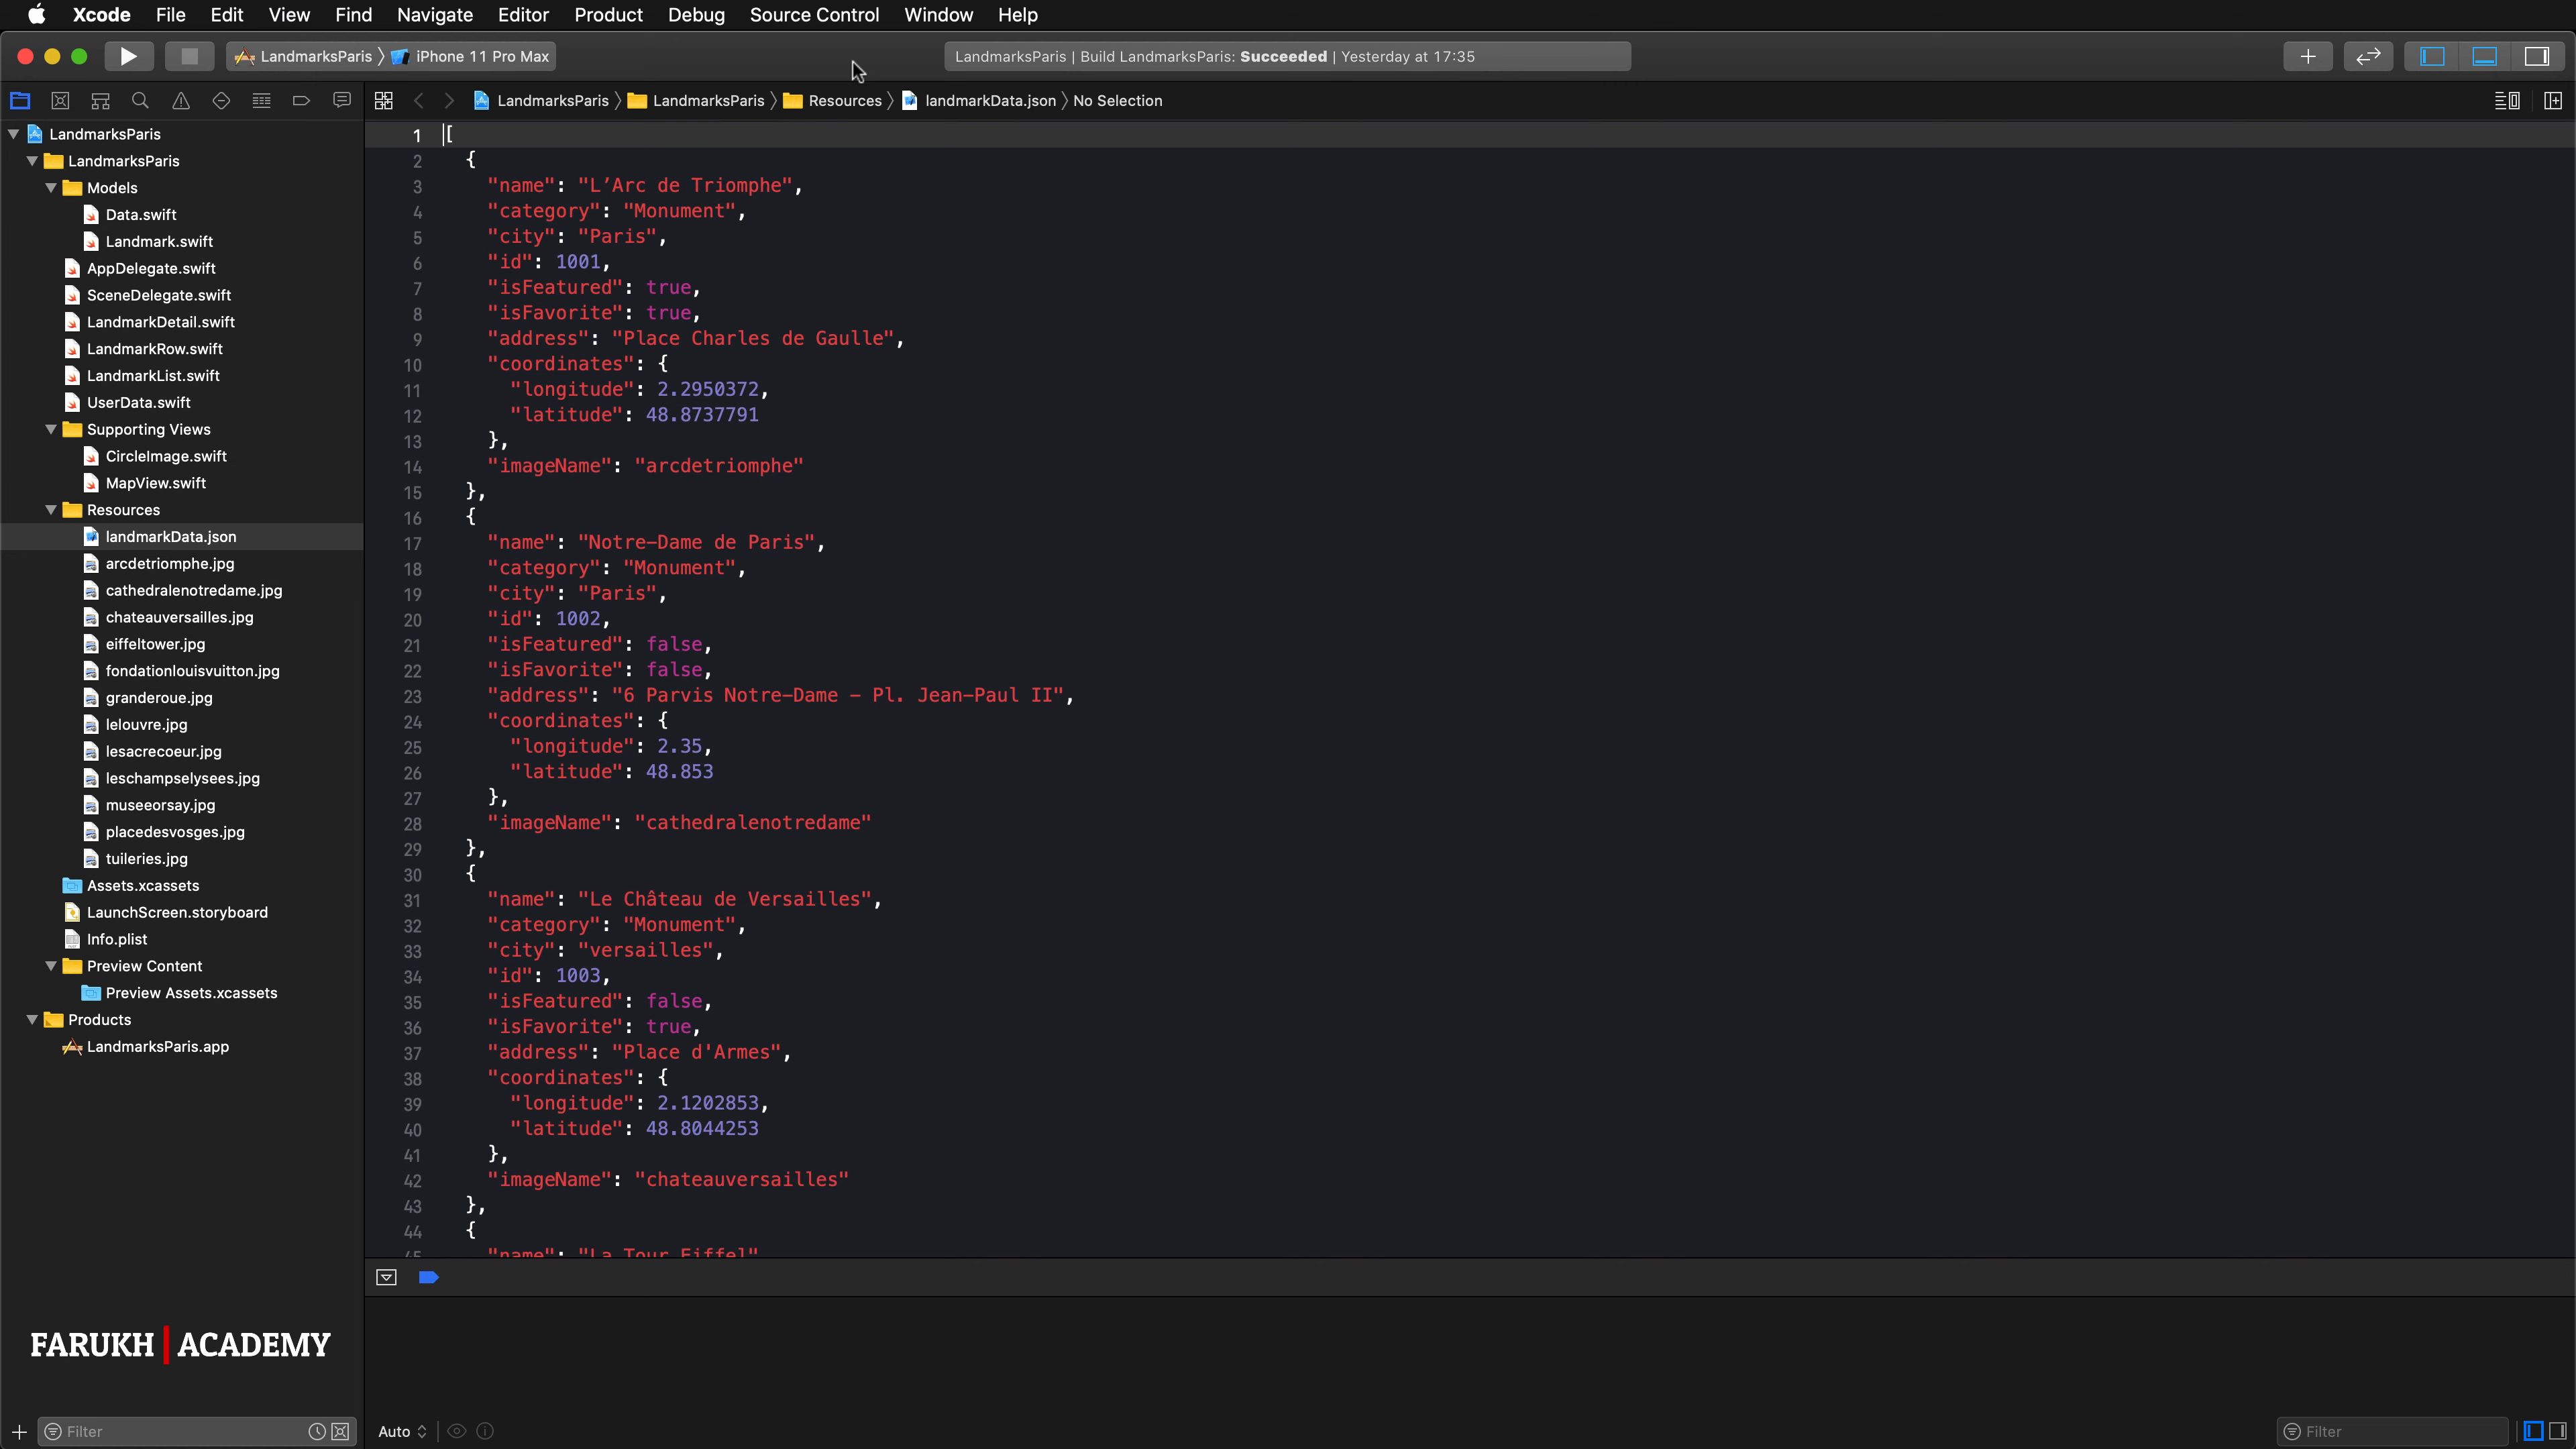 Xcode File Edit View Find Navigate Editor Product Debug Source Control Window Help
LandmarksParis 〉 iPhone 11 Pro Max
LandmarksParis | Build LandmarksParis: Succeeded | Yesterday at 17:35
LandmarksParis 〉 LandmarksParis 〉 Resources 〉 landmarkData.json 〉 No Selection
LandmarksParis
LandmarksParis
Models
Data.swift
Landmark.swift
AppDelegate.swift
SceneDelegate.swift
LandmarkDetail.swift
LandmarkRow.swift
LandmarkList.swift
UserData.swift
Supporting Views
CircleImage.swift
MapView.swift
Resources
landmarkData.json
arcdetriomphe.jpg
cathedralenotredame.jpg
chateauversailles.jpg
eiffeltower.jpg
fondationlouisvuitton.jpg
granderoue.jpg
lelouvre.jpg
lesacrecoeur.jpg
leschampselysees.jpg
museeorsay.jpg
placedesvosges.jpg
tuileries.jpg
Assets.xcassets
LaunchScreen.storyboard
Info.plist
Preview Content
Preview Assets.xcassets
Products
LandmarksParis.app
FARUKH | ACADEMY
Filter
1 [
2 {
3 "name": "L’Arc de Triomphe",
4 "category": "Monument",
5 "city": "Paris",
6 "id": 1001,
7 "isFeatured": true,
8 "isFavorite": true,
9 "address": "Place Charles de Gaulle",
10 "coordinates": {
11 "longitude": 2.2950372,
12 "latitude": 48.8737791
13 },
14 "imageName": "arcdetriomphe"
15 },
16 {
17 "name": "Notre-Dame de Paris",
18 "category": "Monument",
19 "city": "Paris",
20 "id": 1002,
21 "isFeatured": false,
22 "isFavorite": false,
23 "address": "6 Parvis Notre-Dame - Pl. Jean-Paul II",
24 "coordinates": {
25 "longitude": 2.35,
26 "latitude": 48.853
27 },
28 "imageName": "cathedralenotredame"
29 },
30 {
31 "name": "Le Château de Versailles",
32 "category": "Monument",
33 "city": "versailles",
34 "id": 1003,
35 "isFeatured": false,
36 "isFavorite": true,
37 "address": "Place d'Armes",
38 "coordinates": {
39 "longitude": 2.1202853,
40 "latitude": 48.8044253
41 },
42 "imageName": "chateauversailles"
43 },
44 {
45 "name": "La Tour Eiffel"
Auto
Filter